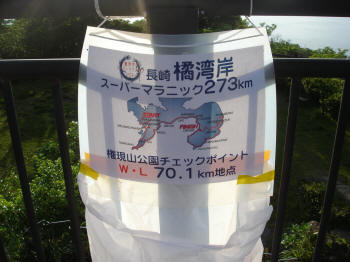 長崎 橘湾岸
スーパーマラニック273km
START
FINISH
権現山公園チェックポイント
W・L 70.1km地点